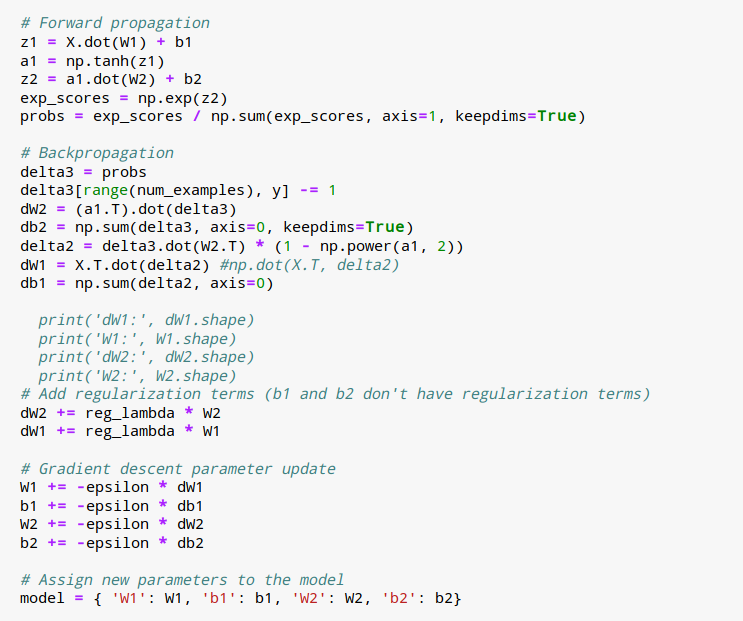 # Forward propagation
z1 = X.dot(W1) + b1
a1 = np.tanh(z1)
z2 = a1.dot(W2) + b2
exp_scores = np.exp(z2)
probs = exp_scores / np.sum(exp_scores, axis=1, keepdims=True)

# Backpropagation
delta3 = probs
delta3[range(num_examples), y] -= 1
dW2 = (a1.T).dot(delta3)
db2 = np.sum(delta3, axis=0, keepdims=True)
delta2 = delta3.dot(W2.T) * (1 - np.power(a1, 2))
dW1 = X.T.dot(delta2) #np.dot(X.T, delta2)
db1 = np.sum(delta2, axis=0)

  print('dW1:', dW1.shape)
  print('W1:', W1.shape)
  print('dW2:', dW2.shape)
  print('W2:', W2.shape)
# Add regularization terms (b1 and b2 don't have regularization terms)
dW2 += reg_lambda * W2
dW1 += reg_lambda * W1

# Gradient descent parameter update
W1 += -epsilon * dW1
b1 += -epsilon * db1
W2 += -epsilon * dW2
b2 += -epsilon * db2

# Assign new parameters to the model
model = { 'W1': W1, 'b1': b1, 'W2': W2, 'b2': b2}